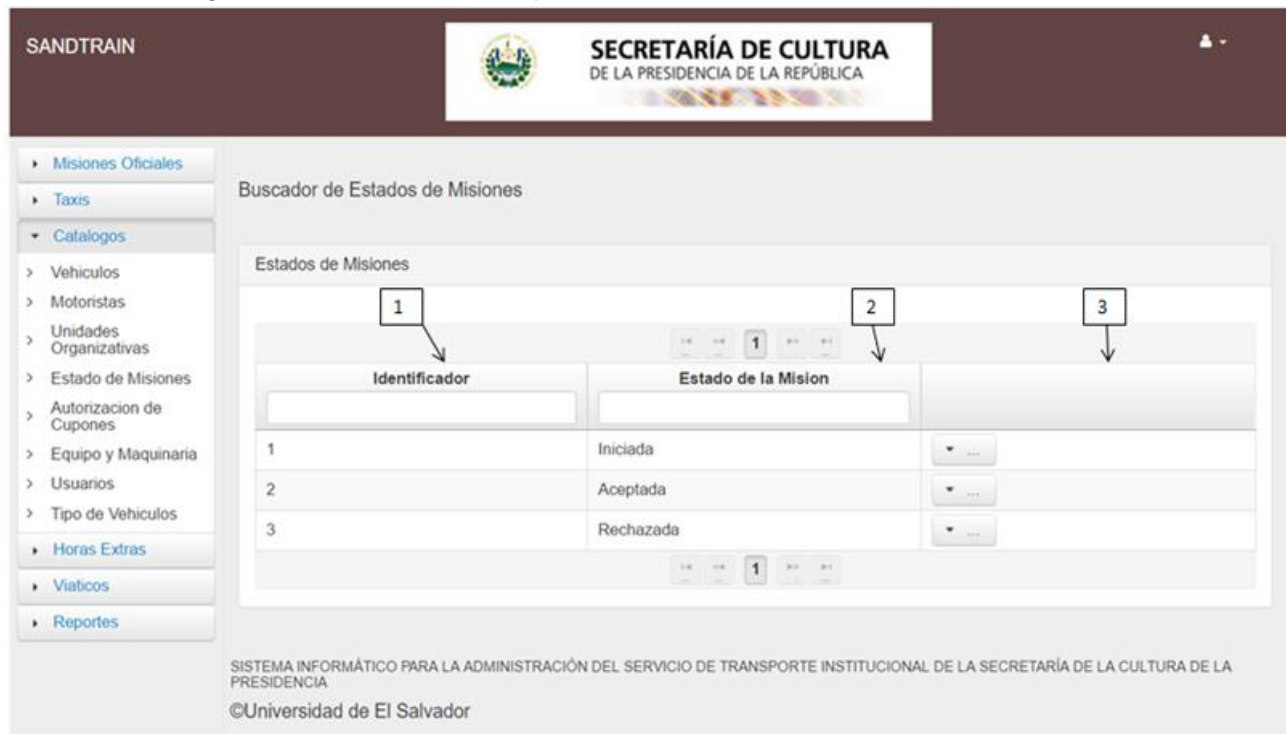 SANDTRAIN
SECRETARÍA DE CULTURA
DE LA PRESIDENCIA DE LA REPÚBLICA
Misiones Oficiales
Taxis
Catalogos
Vehiculos
Motoristas
Unidades
Organizativas
Estado de Misiones
Autorizacion de
Cupones
Equipo y Maquinaria
Usuarios
Tipo de Vehiculos
Horas Extras
Viaticos
Reportes
Buscador de Estados de Misiones
Estados de Misiones
1 2 3
1
Identificador Estado de la Mision
1 Iniciada ...
2 Aceptada ...
3 Rechazada ...
1
SISTEMA INFORMÁTICO PARA LA ADMINISTRACIÓN DEL SERVICIO DE TRANSPORTE INSTITUCIONAL DE LA SECRETARÍA DE LA CULTURA DE LA
PRESIDENCIA
©Universidad de El Salvador